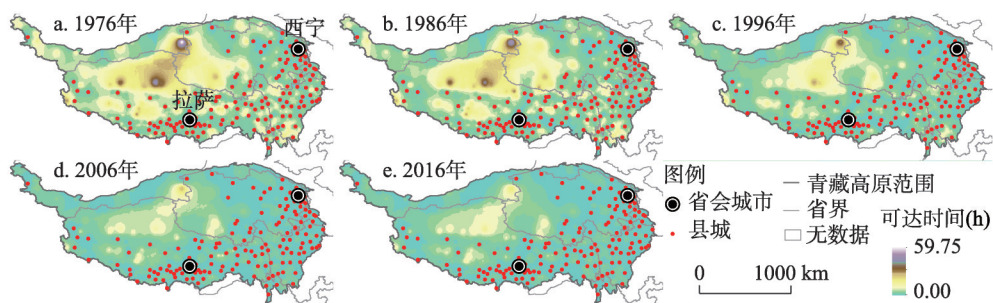 a. 1976年
西宁
拉萨
b. 1986年
c. 1996年
d. 2006年
e. 2016年
图例
省会城市
县城
青藏高原范围
省界
无数据
可达时间(h)
59.75
0.00
0 1000 km